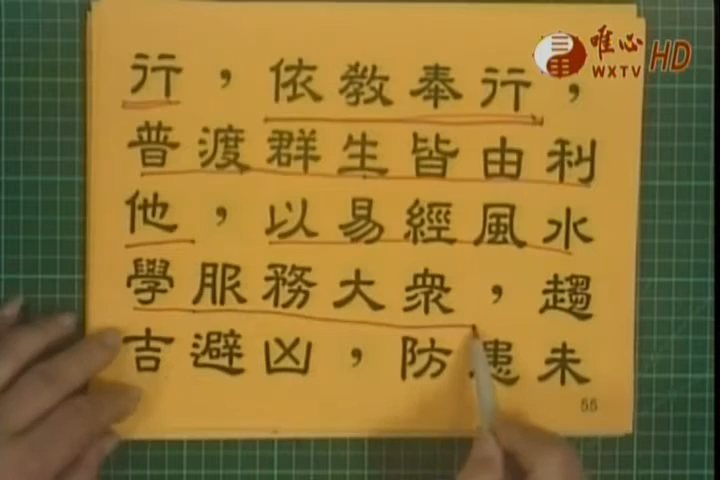 行，依教奉行，
普渡群生皆由利
他，以易經風水
學服務大眾，趨
吉避凶，防患未
55
唯心
WXTV HD